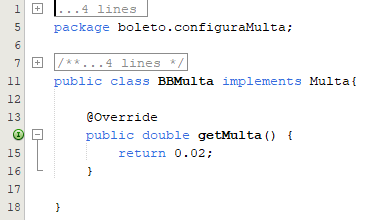 1 ...4 lines
5 package boleto.configuraMulta;
6
7 /**...4 lines */
11 public class BBMulta implements Multa{
12
13 @Override
public double getMulta() {
15 return 0.02;
16 }
17
18 }